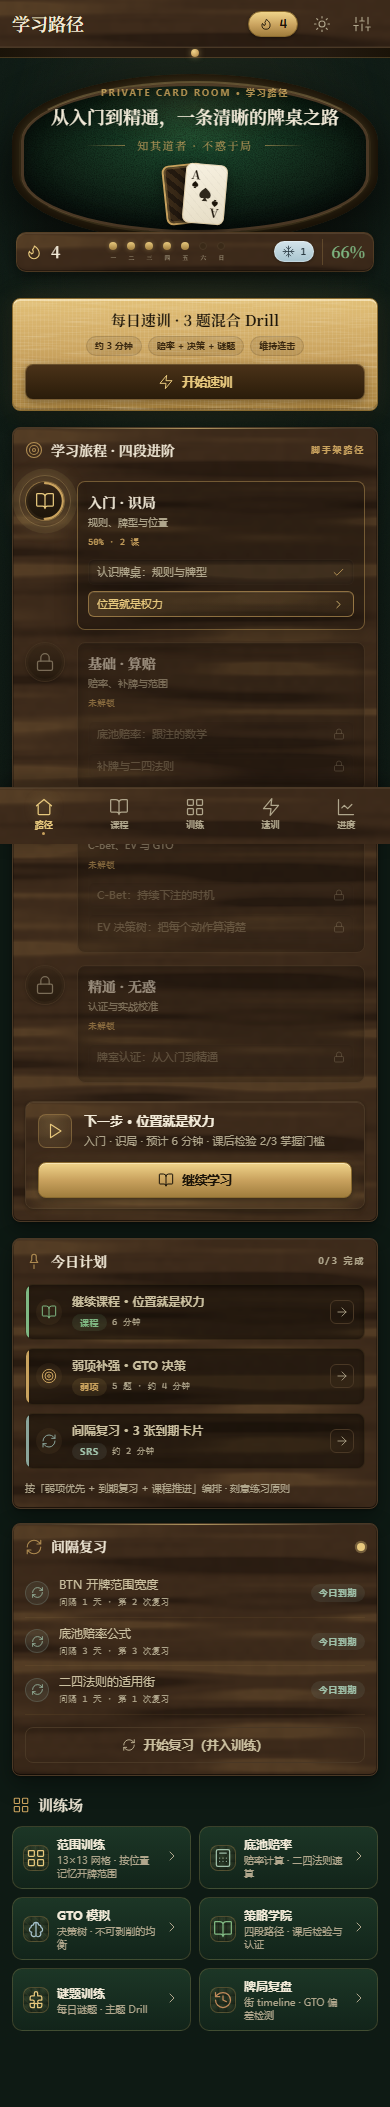 学习路径
4
PRIVATE CARD ROOM • 学习路径
从入门到精通，一条清晰的牌桌之路
知其道者 · 不惑于局
A
A
4
一 二 三 四 五 六 日
1
66%
每日速训 · 3 题混合 Drill
约 3 分钟
赔率 + 决策 + 谜题
维持连击
开始速训
学习旅程 · 四段进阶
脚手架路径
入门 · 识局
规则、牌型与位置
50% · 2 课
认识牌桌：规则与牌型
位置就是权力
基础 · 算赔
赔率、补牌与范围
未解锁
底池赔率：跟注的数学
补牌与二四法则
路径
课程
训练
速训
进度
C-Bet、EV 与 GTO
未解锁
C-Bet：持续下注的时机
EV 决策树：把每个动作算清楚
精通 · 无惑
认证与实战校准
未解锁
牌室认证：从入门到精通
下一步 • 位置就是权力
入门 · 识局 · 预计 6 分钟 · 课后检验 2/3 掌握门槛
继续学习
今日计划
0/3 完成
继续课程 • 位置就是权力
课程
6 分钟
弱项补强 • GTO 决策
弱项
5 题 · 约 4 分钟
间隔复习 • 3 张到期卡片
SRS
约 2 分钟
按「弱项优先 + 到期复习 + 课程推进」编排 · 刻意练习原则
间隔复习
BTN 开牌范围宽度
间隔 1 天 · 第 2 次复习
今日到期
底池赔率公式
间隔 3 天 · 第 3 次复习
今日到期
二四法则的适用街
间隔 1 天 · 第 1 次复习
今日到期
开始复习（并入训练）
训练场
范围训练
13×13 网格 · 按位置
记忆开牌范围
底池赔率
赔率计算 · 二四法则速
算
GTO 模拟
决策树 · 不可剥削的均
衡
策略学院
四段路径 · 课后检验与
认证
谜题训练
每日谜题 · 主题 Drill
牌局复盘
街 timeline · GTO 偏
差检测